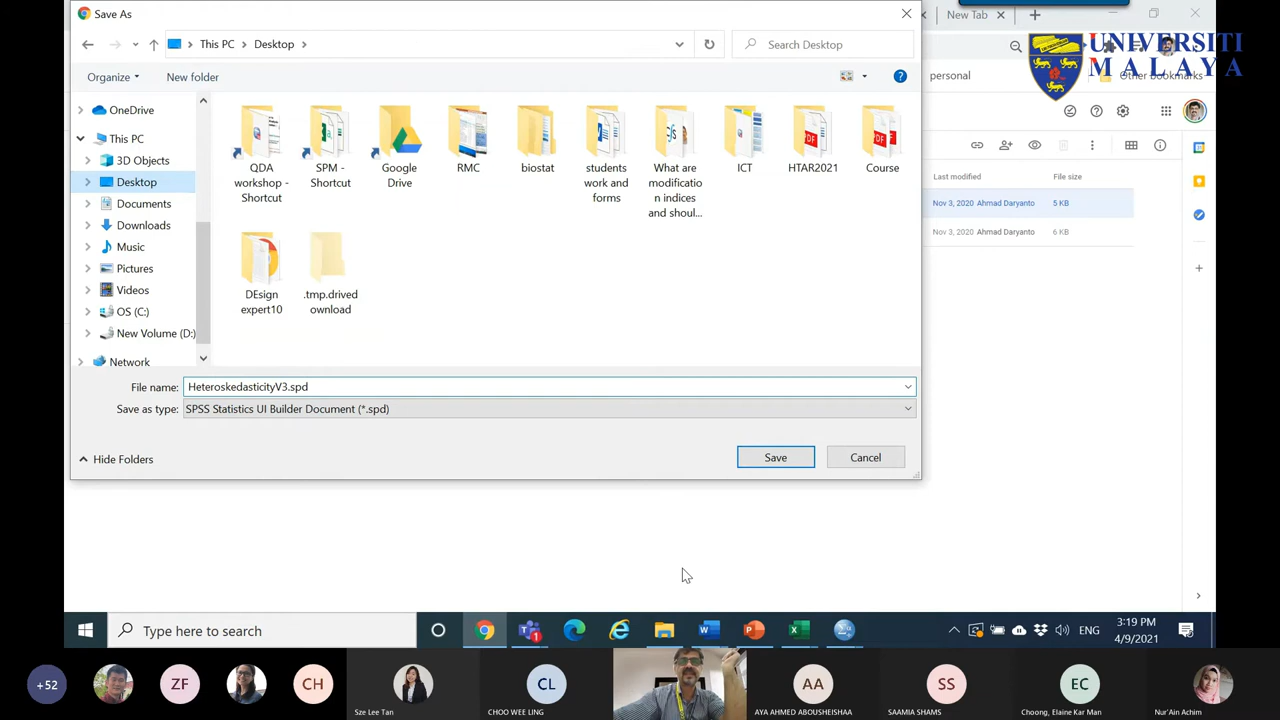 Save As
New Tab
This PC
Desktop
Search Desktop
UNIVERSITI
MALAYA
Organize
New folder
personal
Other bookmarks
OneDrive
This PC
3D Objects
Desktop
Documents
Downloads
Music
Pictures
Videos
OS (C:)
New Volume (D:)
Network
QDA
workshop -
Shortcut
SPM -
Shortcut
Google
Drive
RMC
biostat
students
work and
forms
What are
modificatio
n indices
and shoul...
ICT
HTAR2021
Course
DEsign
expert10
.tmp.drived
ownload
Last modified
File size
Nov 3, 2020 Ahmad Daryanto
5 KB
Nov 3, 2020 Ahmad Daryanto
6 KB
File name:
HeteroskedasticityV3.spd
Save as type:
SPSS Statistics UI Builder Document (*.spd)
Hide Folders
Save
Cancel
Type here to search
1
ENG
3:19 PM
4/9/2021
+52
ZF
CH
Sze Lee Tan
CL
CHOO WEE LING
AA
AYA AHMED ABOUSHEISHAA
SS
SAAMIA SHAMS
EC
Choong, Elaine Kar Man
Nur'Ain Achim